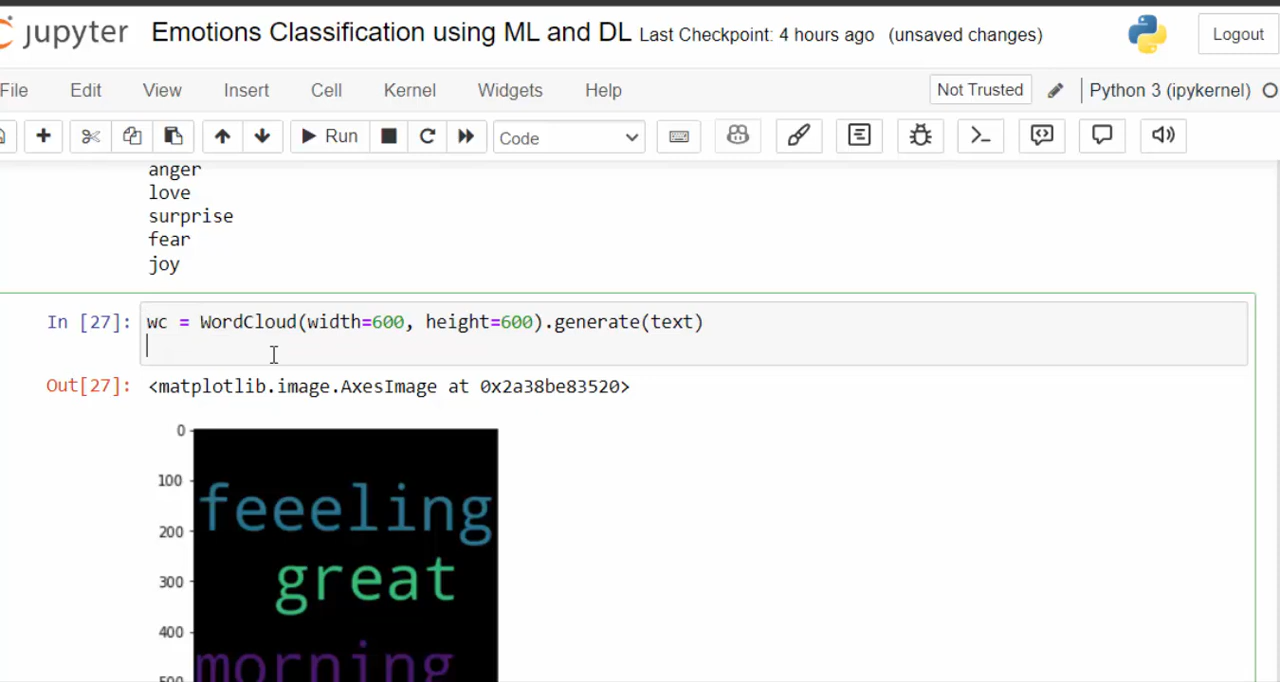 jupyter Emotions Classification using ML and DL Last Checkpoint: 4 hours ago (unsaved changes) Logout
File Edit View Insert Cell Kernel Widgets Help Not Trusted Python 3 (ipykernel)
Run Code
anger
love
surprise
fear
joy
In [27]: wc = WordCloud(width=600, height=600).generate(text)
Out[27]: <matplotlib.image.AxesImage at 0x2a38be83520>
0
100
feeeling
200
great
300
400
morning
500